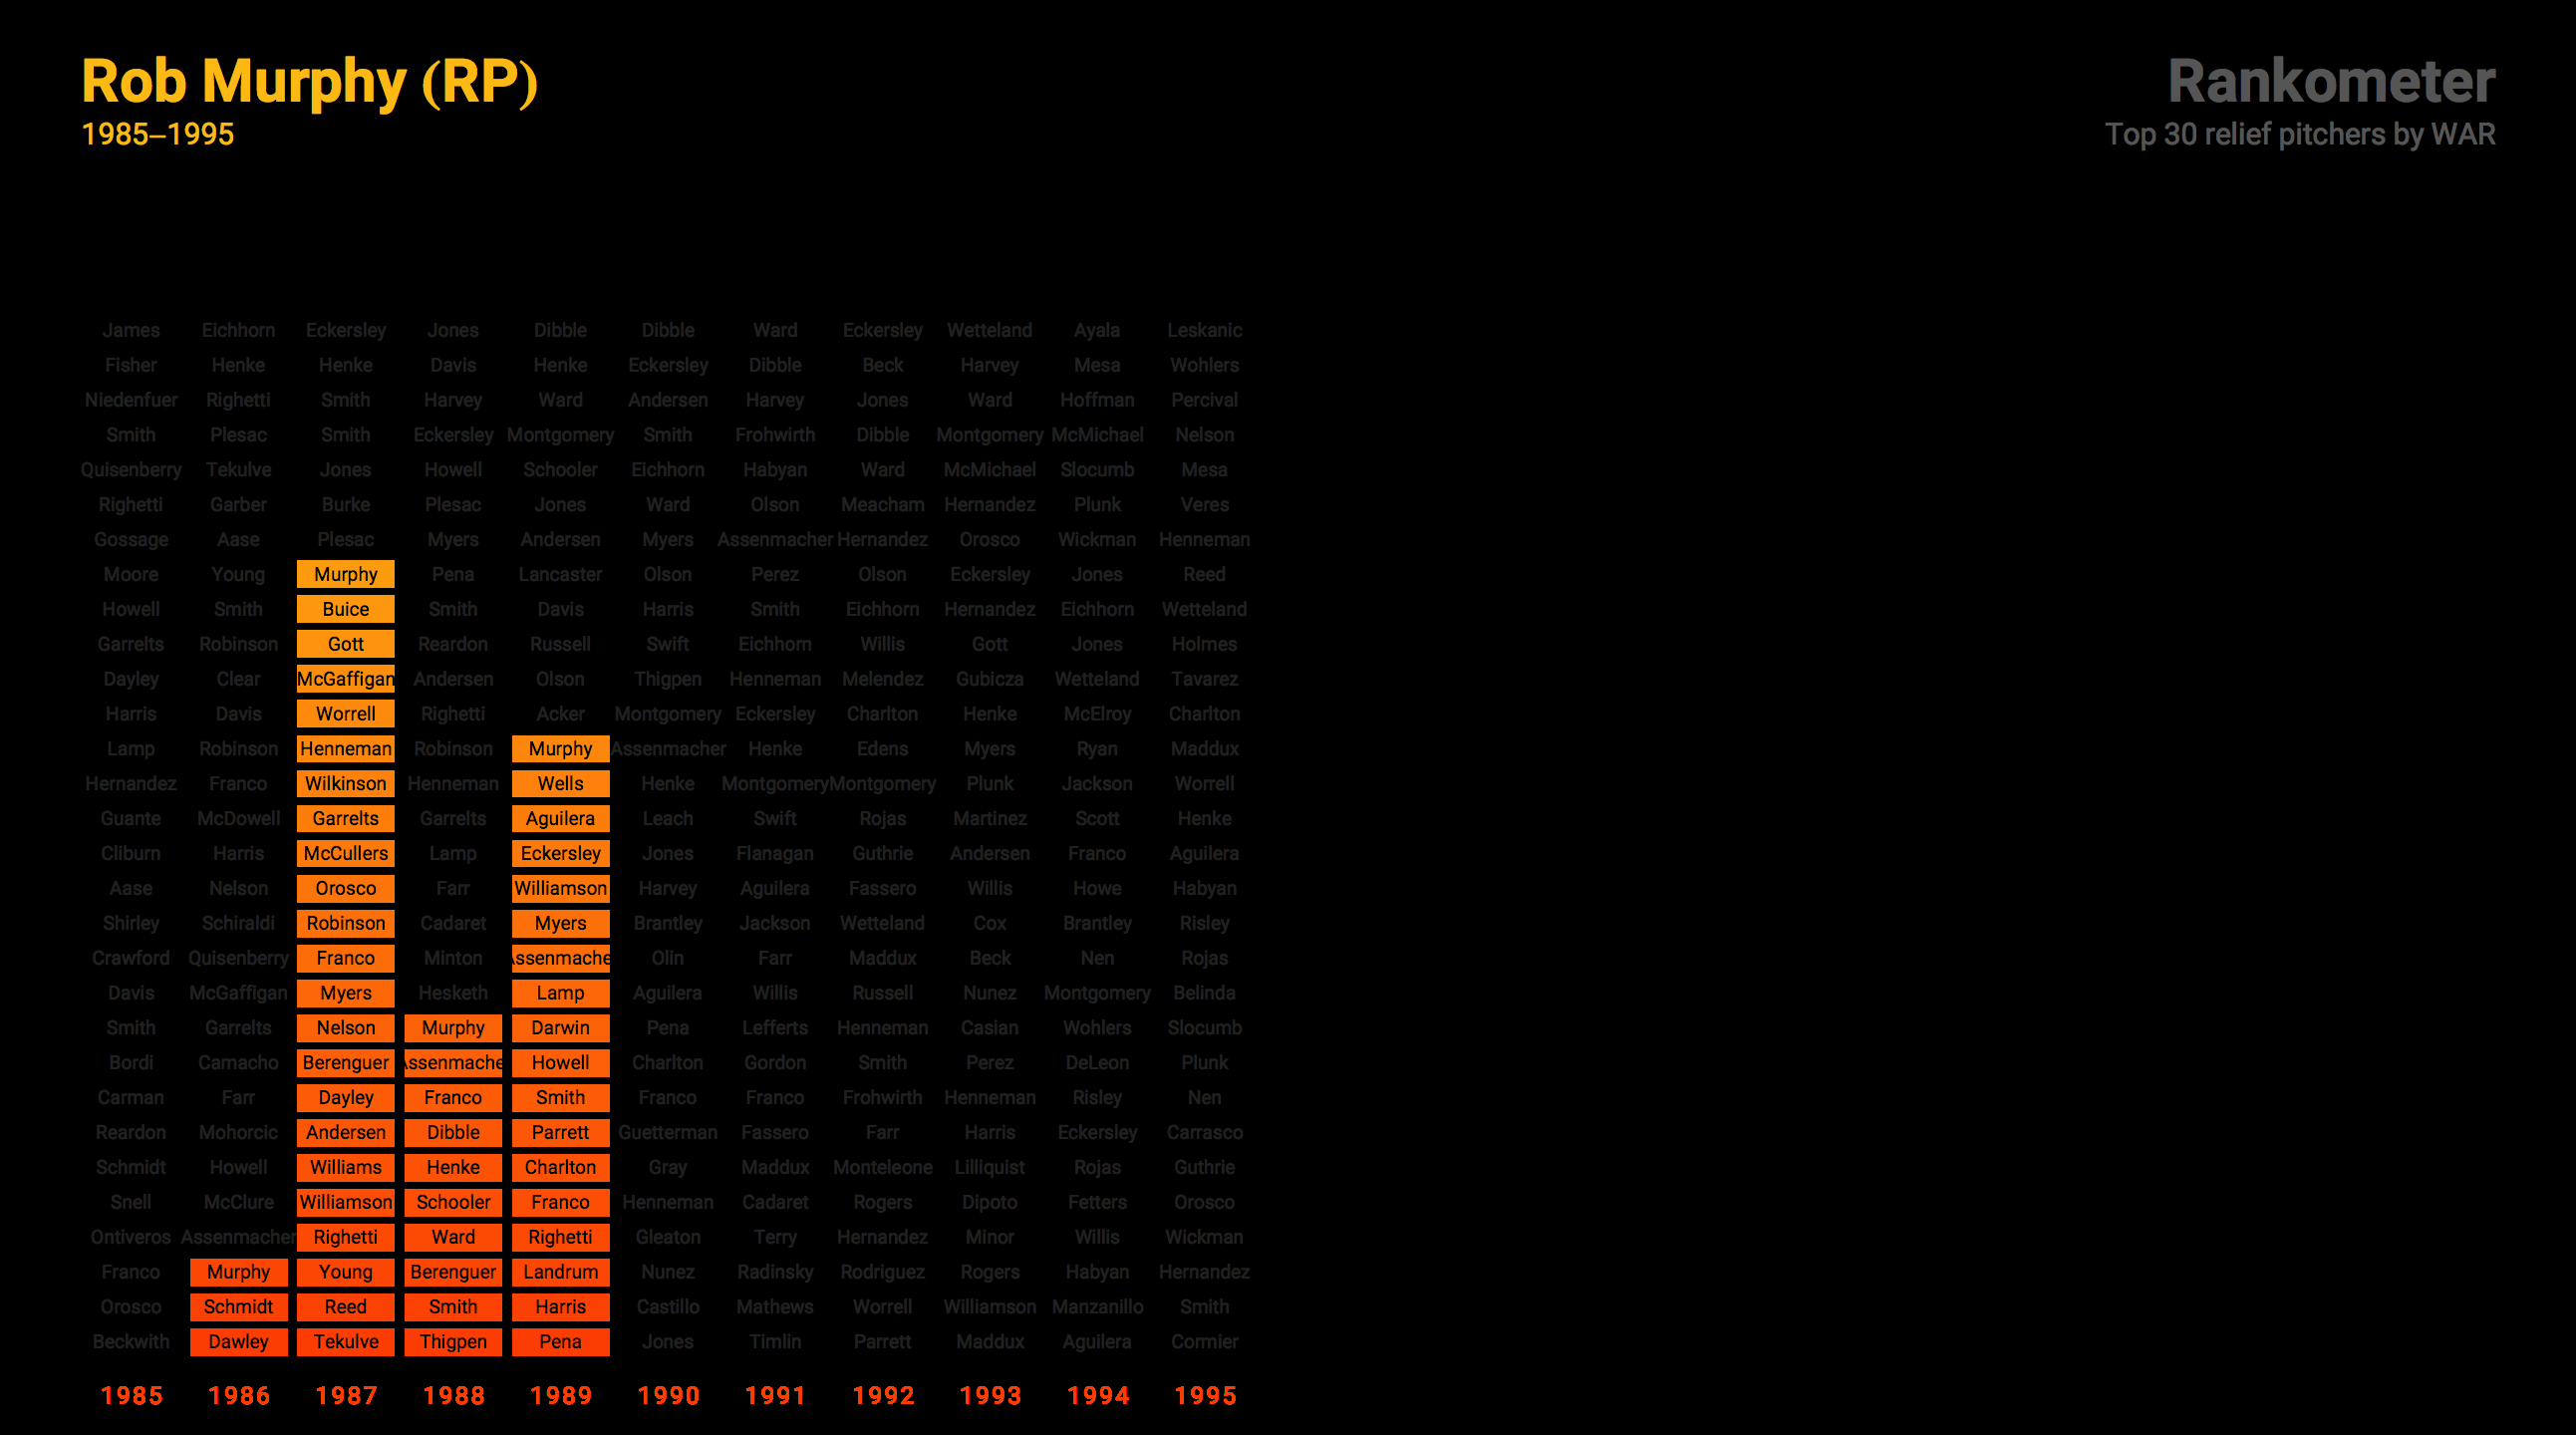 Rob Murphy (RP)
1985–1995
Rankometer
Top 30 relief pitchers by WAR
James Eichhorn Eckersley Jones Dibble Dibble Ward Eckersley Wetteland Ayala Leskanic
Fisher Henke Henke Davis Henke Eckersley Dibble Beck Harvey Mesa Wohlers
Niedenfuer Righetti Smith Harvey Ward Andersen Harvey Jones Ward Hoffman Percival
Smith Plesac Smith Eckersley Montgomery Smith Frohwirth Dibble Montgomery McMichael Nelson
Quisenberry Tekulve Jones Howell Schooler Eichhorn Habyan Ward McMichael Slocumb Mesa
Righetti Garber Burke Plesac Jones Ward Olson Meacham Hernandez Plunk Veres
Gossage Aase Plesac Myers Andersen Myers Assenmacher Hernandez Orosco Wickman Henneman
Moore Young Murphy Pena Lancaster Olson Perez Olson Eckersley Jones Reed
Howell Smith Buice Smith Davis Harris Smith Eichhorn Hernandez Eichhorn Wetteland
Garrelts Robinson Gott Reardon Russell Swift Eichhorn Willis Gott Jones Holmes
Dayley Clear McGaffigan Andersen Olson Thigpen Henneman Melendez Gubicza Wetteland Tavarez
Harris Davis Worrell Righetti Acker Montgomery Eckersley Charlton Henke McElroy Charlton
Lamp Robinson Henneman Robinson Murphy Assenmacher Henke Edens Myers Ryan Maddux
Hernandez Franco Wilkinson Henneman Wells Henke Montgomery Montgomery Plunk Jackson Worrell
Guante McDowell Garrelts Garrelts Aguilera Leach Swift Rojas Martinez Scott Henke
Cliburn Harris McCullers Lamp Eckersley Jones Flanagan Guthrie Andersen Franco Aguilera
Aase Nelson Orosco Farr Williamson Harvey Aguilera Fassero Willis Howe Habyan
Shirley Schiraldi Robinson Cadaret Myers Brantley Jackson Wetteland Cox Brantley Risley
Crawford Quisenberry Franco Minton Assenmache Olin Farr Maddux Beck Nen Rojas
Davis McGaffigan Myers Hesketh Lamp Aguilera Willis Russell Nunez Montgomery Belinda
Smith Garrelts Nelson Murphy Darwin Pena Lefferts Henneman Casian Wohlers Slocumb
Bordi Camacho Berenguer Assenmache Howell Charlton Gordon Smith Perez DeLeon Plunk
Carman Farr Dayley Franco Smith Franco Franco Frohwirth Henneman Risley Nen
Reardon Mohorcic Andersen Dibble Parrett Guetterman Fassero Farr Harris Eckersley Carrasco
Schmidt Howell Williams Henke Charlton Gray Maddux Monteleone Lilliquist Rojas Guthrie
Snell McClure Williamson Schooler Franco Henneman Cadaret Rogers Dipoto Fetters Orosco
Ontiveros Assenmacher Righetti Ward Righetti Gleaton Terry Hernandez Minor Willis Wickman
Franco Murphy Young Berenguer Landrum Nunez Radinsky Rodriguez Rogers Habyan Hernandez
Orosco Schmidt Reed Smith Harris Castillo Mathews Worrell Williamson Manzanillo Smith
Beckwith Dawley Tekulve Thigpen Pena Jones Timlin Parrett Maddux Aguilera Cormier
1985 1986 1987 1988 1989 1990 1991 1992 1993 1994 1995